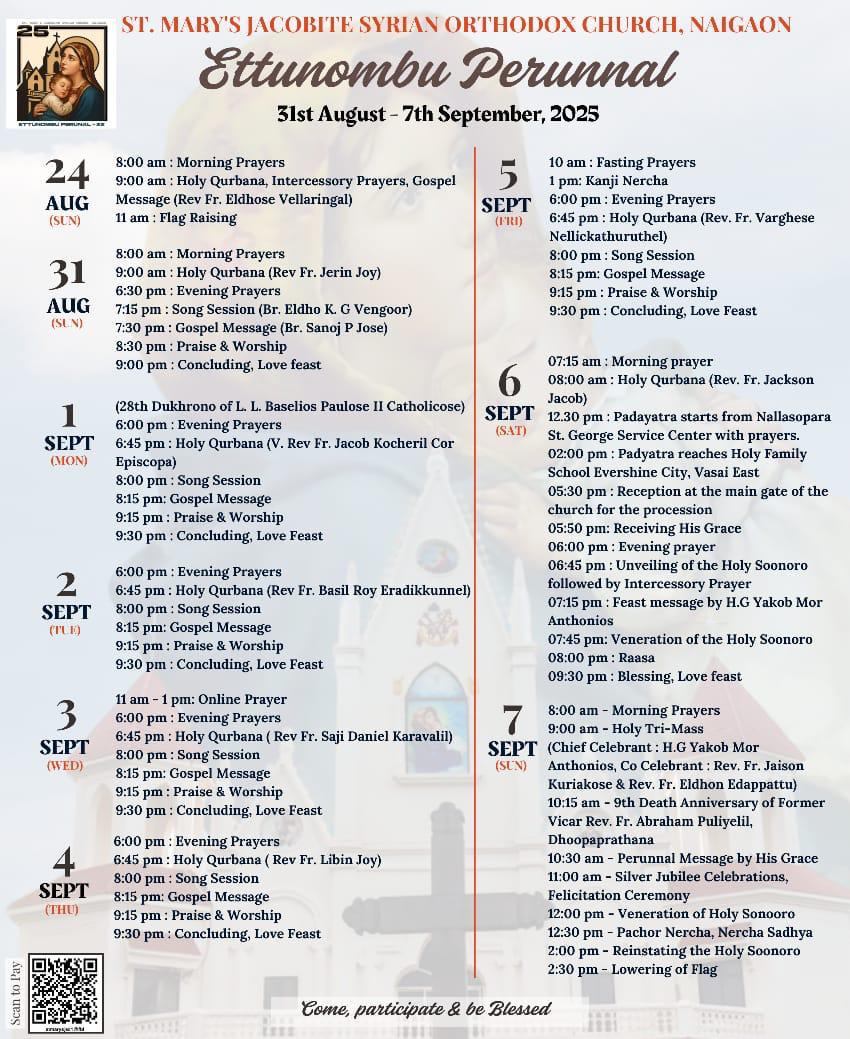 25
ETTUNOMBU PERUNAL - 25
ST. MARY'S JACOBITE SYRIAN ORTHODOX CHURCH, NAIGAON
Ettunombu Perunnal
31st August - 7th September, 2025
24
AUG
(SUN)
8:00 am : Morning Prayers
9:00 am : Holy Qurbana, Intercessory Prayers, Gospel
Message (Rev Fr. Eldhose Vellaringal)
11 am : Flag Raising
31
AUG
(SUN)
8:00 am : Morning Prayers
9:00 am : Holy Qurbana (Rev Fr. Jerin Joy)
6:30 pm : Evening Prayers
7:15 pm : Song Session (Br. Eldho K. G Vengoor)
7:30 pm : Gospel Message (Br. Sanoj P Jose)
8:30 pm : Praise & Worship
9:00 pm : Concluding, Love feast
1
SEPT
(MON)
(28th Dukhrono of L. L. Baselios Paulose II Catholicose)
6:00 pm : Evening Prayers
6:45 pm : Holy Qurbana (V. Rev Fr. Jacob Kocheril Cor
Episcopa)
8:00 pm : Song Session
8:15 pm: Gospel Message
9:15 pm : Praise & Worship
9:30 pm : Concluding, Love Feast
2
SEPT
(TUE)
6:00 pm : Evening Prayers
6:45 pm : Holy Qurbana (Rev Fr. Basil Roy Eradikkunnel)
8:00 pm : Song Session
8:15 pm: Gospel Message
9:15 pm : Praise & Worship
9:30 pm : Concluding, Love Feast
3
SEPT
(WED)
11 am - 1 pm: Online Prayer
6:00 pm : Evening Prayers
6:45 pm : Holy Qurbana ( Rev Fr. Saji Daniel Karavalil)
8:00 pm : Song Session
8:15 pm: Gospel Message
9:15 pm : Praise & Worship
9:30 pm : Concluding, Love Feast
4
SEPT
(THU)
6:00 pm : Evening Prayers
6:45 pm : Holy Qurbana ( Rev Fr. Libin Joy)
8:00 pm : Song Session
8:15 pm: Gospel Message
9:15 pm : Praise & Worship
9:30 pm : Concluding, Love Feast
Scan to Pay
5
SEPT
(FRI)
10 am : Fasting Prayers
1 pm: Kanji Nercha
6:00 pm : Evening Prayers
6:45 pm : Holy Qurbana (Rev. Fr. Varghese
Nellickathuruthel)
8:00 pm : Song Session
8:15 pm: Gospel Message
9:15 pm : Praise & Worship
9:30 pm : Concluding, Love Feast
6
SEPT
(SAT)
07:15 am : Morning prayer
08:00 am : Holy Qurbana (Rev. Fr. Jackson
Jacob)
12.30 pm : Padayatra starts from Nallasopara
St. George Service Center with prayers.
02:00 pm : Padyatra reaches Holy Family
School Evershine City, Vasai East
05:30 pm : Reception at the main gate of the
church for the procession
05:50 pm: Receiving His Grace
06:00 pm : Evening prayer
06:45 pm : Unveiling of the Holy Soonoro
followed by Intercessory Prayer
07:15 pm : Feast message by H.G Yakob Mor
Anthonios
07:45 pm: Veneration of the Holy Soonoro
08:00 pm : Raasa
09:30 pm : Blessing, Love feast
7
SEPT
(SUN)
8:00 am - Morning Prayers
9:00 am - Holy Tri-Mass
(Chief Celebrant : H.G Yakob Mor
Anthonios, Co Celebrant : Rev. Fr. Jaison
Kuriakose & Rev. Fr. Eldhon Edappattu)
10:15 am - 9th Death Anniversary of Former
Vicar Rev. Fr. Abraham Puliyelil,
Dhoopaprathana
10:30 am - Perunnal Message by His Grace
11:00 am - Silver Jubilee Celebrations,
Felicitation Ceremony
12:00 pm - Veneration of Holy Sonooro
12:30 pm - Pachor Nercha, Nercha Sadhya
2:00 pm - Reinstating the Holy Soonoro
2:30 pm - Lowering of Flag
Come, participate & be Blessed